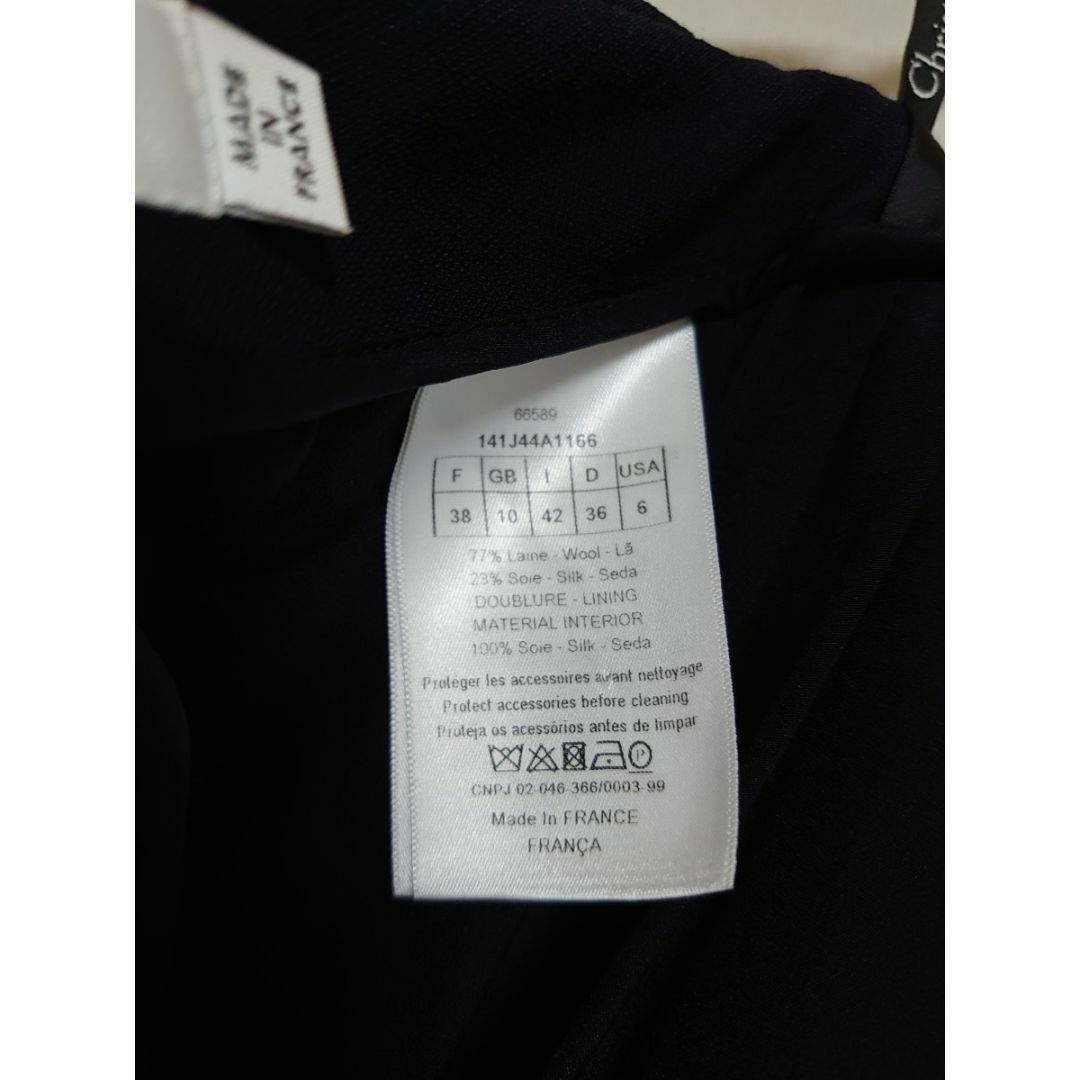 MADE
IN
FRANCE
66589
141J44A1166
F GB I D USA
38 10 42 36 6
77% Laine - Wool - Lã
23% Soie - Silk - Seda
DOUBLURE - LINING
MATERIAL INTERIOR
100% Soie - Silk - Seda
Protéger les accessoires avant nettoyage
Protect accessories before cleaning
Proteja os acessórios antes de limpar
P
CNPJ 02-046-366/0003-99
Made In FRANCE
FRANÇA